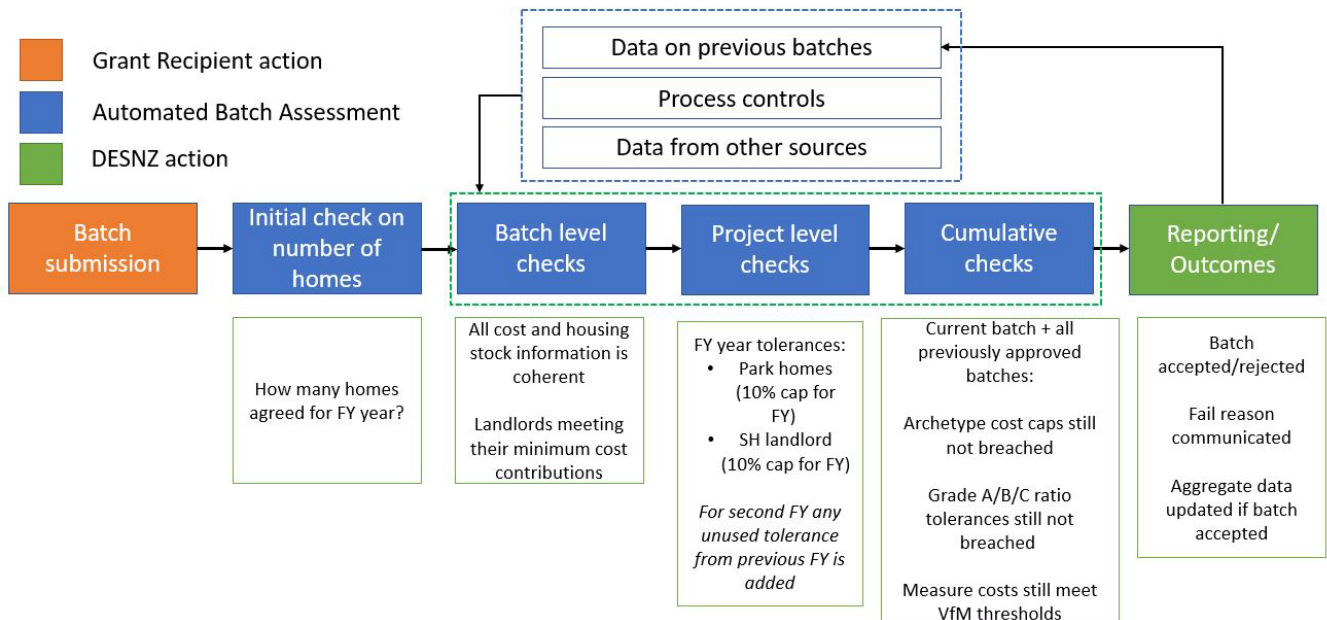 Grant Recipient action
Automated Batch Assessment
DESNZ action
Data on previous batches
Process controls
Data from other sources
Batch
submission
Initial check on
number of
homes
Batch level
checks
Project level
checks
Cumulative
checks
Reporting/
Outcomes
How many homes
agreed for FY year?
All cost and housing
stock information is
coherent
Landlords meeting
their minimum cost
contributions
FY year tolerances:
• Park homes
(10% cap for
FY)
• SH landlord
(10% cap for FY)
For second FY any
unused tolerance
from previous FY is
added
Current batch + all
previously approved
batches:
Archetype cost caps still
not breached
Grade A/B/C ratio
tolerances still not
breached
Measure costs still meet
VfM thresholds
Batch
accepted/rejected
Fail reason
communicated
Aggregate data
updated if batch
accepted